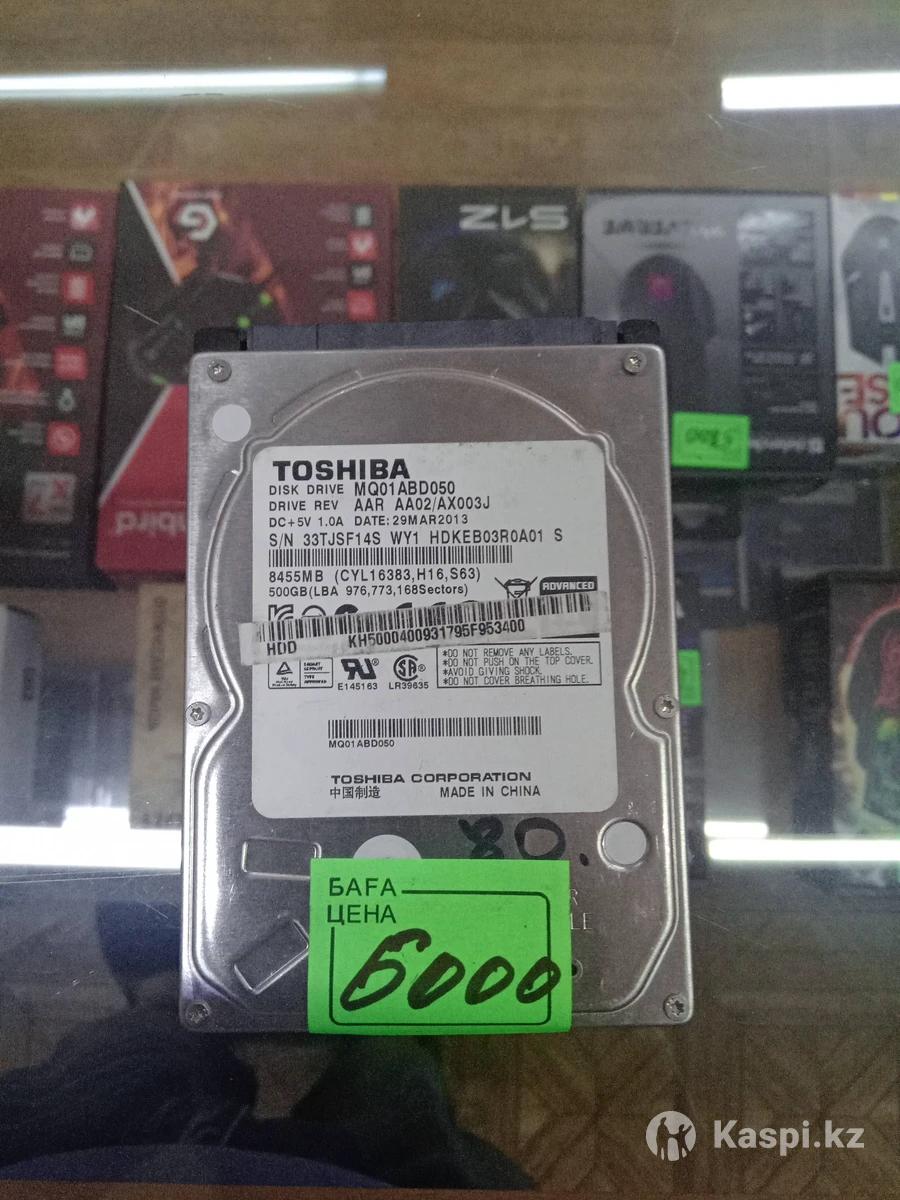 S12
TOSHIBA
DISK DRIVE MQ01ABD050
DRIVE REV AAR AA02/AX003J
DC+5V 1.0A DATE:29MAR2013
S/N 33TJSF14S WY1 HDKEB03R0A01 S
8455MB (CYL16383,H16,S63)
500GB(LBA 976,773,168Sectors)
ADVANCED
HDD KH5000400931795F953400
*DO NOT REMOVE ANY LABELS.
*DO NOT PUSH ON THE TOP COVER.
*AVOID GIVING SHOCK.
*DO NOT COVER BREATHING HOLE.
E145163 LR39635
MQ01ABD050
TOSHIBA CORPORATION
中国制造 MADE IN CHINA
80.
БАҒА
ЦЕНА
5000
Kaspi.kz